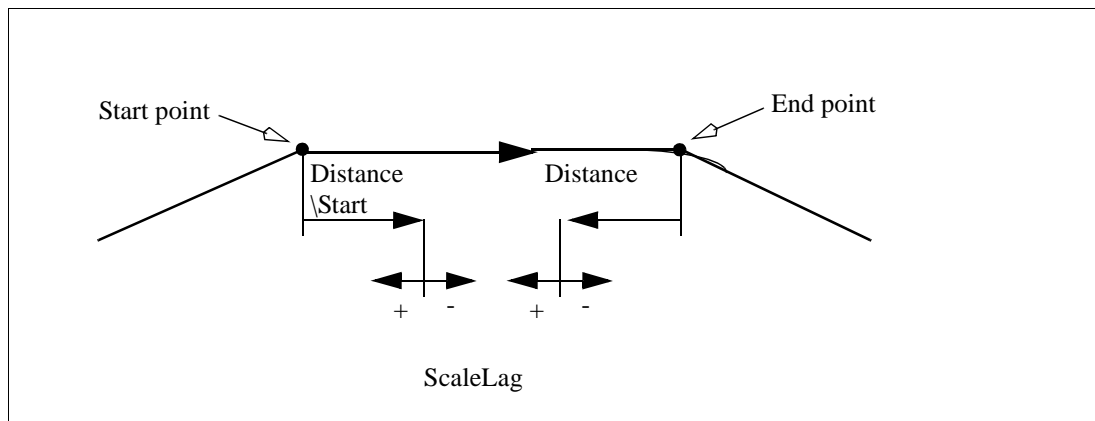 Start point
End point
Distance
\Start
Distance
+ -
+ -
ScaleLag